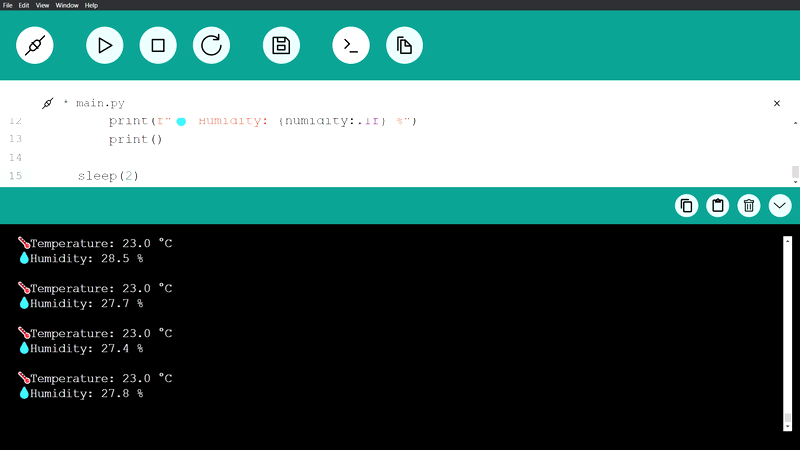 File Edit View Window Help
* main.py
12 print(f"💧 Humidity: {humidity:.1f} %")
13 print()
14
15 sleep(2)
🌡Temperature: 23.0 °C
💧Humidity: 28.5 %
🌡Temperature: 23.0 °C
💧Humidity: 27.7 %
🌡Temperature: 23.0 °C
💧Humidity: 27.4 %
🌡Temperature: 23.0 °C
💧Humidity: 27.8 %